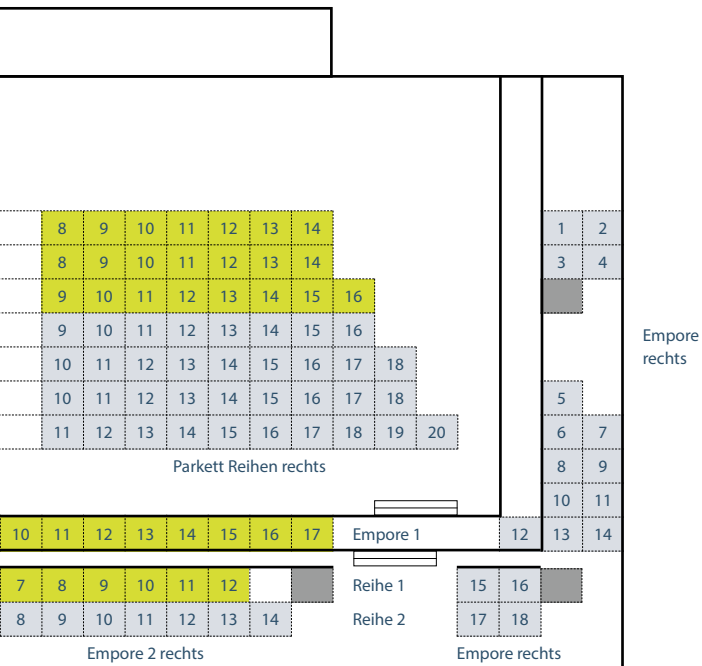 8 9 10 11 12 13 14 1 2
8 9 10 11 12 13 14 3 4
9 10 11 12 13 14 15 16
9 10 11 12 13 14 15 16
Empore
rechts
10 11 12 13 14 15 16 17 18
10 11 12 13 14 15 16 17 18 5
11 12 13 14 15 16 17 18 19 20 6 7
Parkett Reihen rechts 8 9
10 11
10 11 12 13 14 15 16 17 Empore 1 12 13 14
7 8 9 10 11 12 Reihe 1 15 16
8 9 10 11 12 13 14 Reihe 2 17 18
Empore 2 rechts Empore rechts